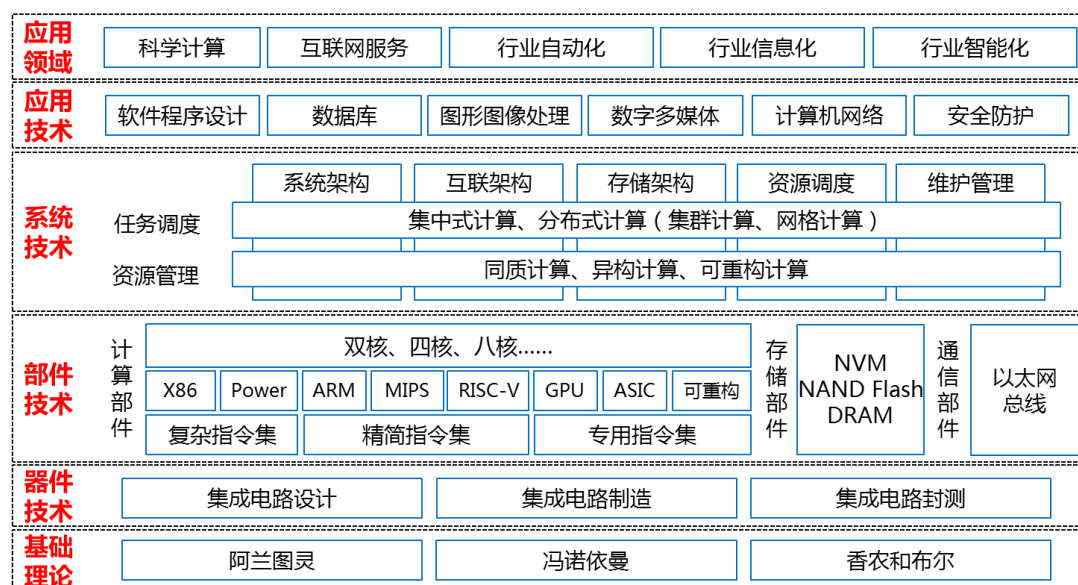 应用
领域
科学计算
互联网服务
行业自动化
行业信息化
行业智能化
应用
技术
软件程序设计
数据库
图形图像处理
数字多媒体
计算机网络
安全防护
系统
技术
系统架构
互联架构
存储架构
资源调度
维护管理
任务调度
集中式计算、分布式计算（集群计算、网格计算）
资源管理
同质计算、异构计算、可重构计算
部件
技术
计算部件
双核、四核、八核......
X86
Power
ARM
MIPS
RISC-V
GPU
ASIC
可重构
复杂指令集
精简指令集
专用指令集
存储部件
NVM
NAND Flash
DRAM
通信部件
以太网
总线
器件
技术
集成电路设计
集成电路制造
集成电路封测
基础
理论
阿兰图灵
冯诺依曼
香农和布尔